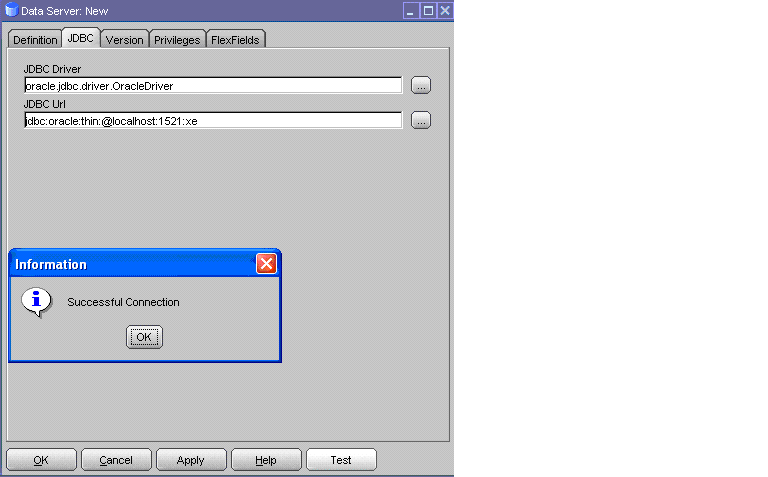 Data Server: New
Definition JDBC Version Privileges FlexFields
JDBC Driver
oracle.jdbc.driver.OracleDriver
...
JDBC Url
jdbc:oracle:thin:@localhost:1521:xe
...
Information
Successful Connection
OK
OK Cancel Apply Help Test